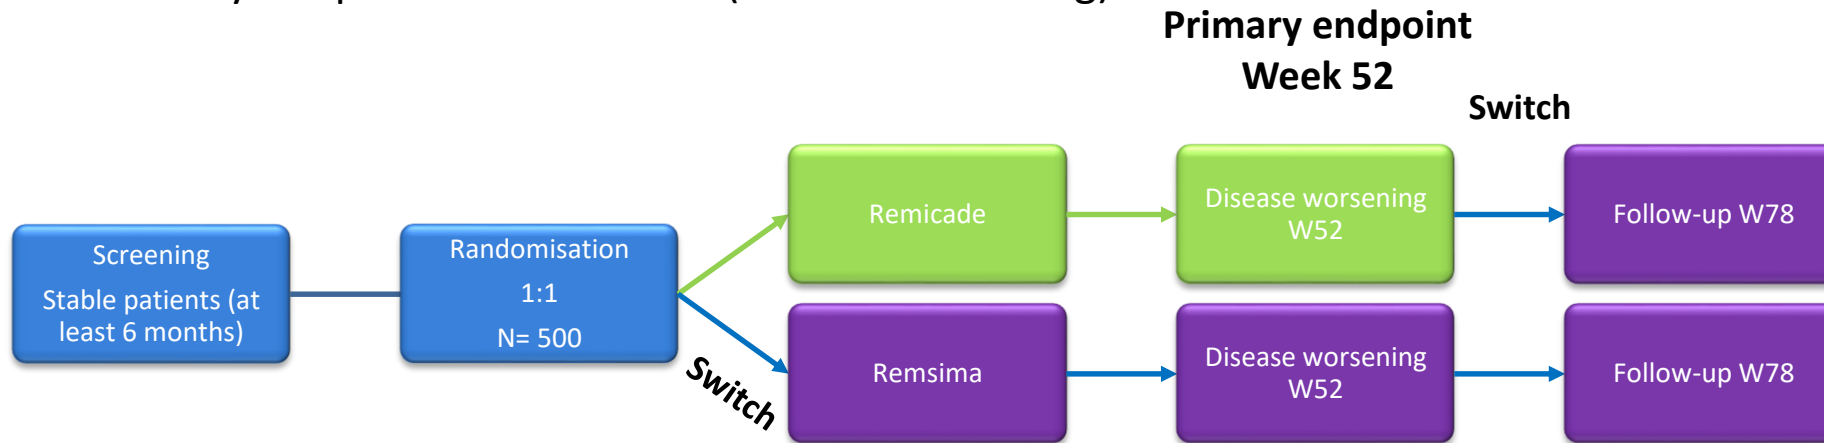 Primary endpoint
Week 52
Switch
Screening
Stable patients (at
least 6 months)
Randomisation
1:1
N= 500
Switch
Remicade
Disease worsening
W52
Follow-up W78
Remsima
Disease worsening
W52
Follow-up W78